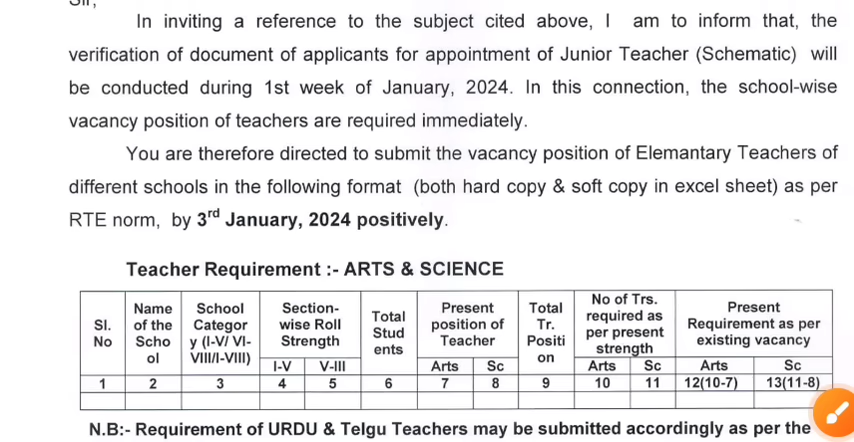 Sir,
In inviting a reference to the subject cited above, I am to inform that, the
verification of document of applicants for appointment of Junior Teacher (Schematic) will
be conducted during 1st week of January, 2024. In this connection, the school-wise
vacancy position of teachers are required immediately.
You are therefore directed to submit the vacancy position of Elemantary Teachers of
different schools in the following format (both hard copy & soft copy in excel sheet) as per
RTE norm, by 3rd January, 2024 positively.
Teacher Requirement :- ARTS & SCIENCE
Sl. No
Name of the Scho ol
School Categor y (I-V/ VI-VIII/I-VIII)
Section-wise Roll Strength
Total Stud ents
Present position of Teacher
Total Tr. Positi on
No of Trs. required as per present strength
Present Requirement as per existing vacancy
I-V V-III Arts Sc Arts Sc Arts Sc
1 2 3 4 5 6 7 8 9 10 11 12(10-7) 13(11-8)
N.B:- Requirement of URDU & Telgu Teachers may be submitted accordingly as per the